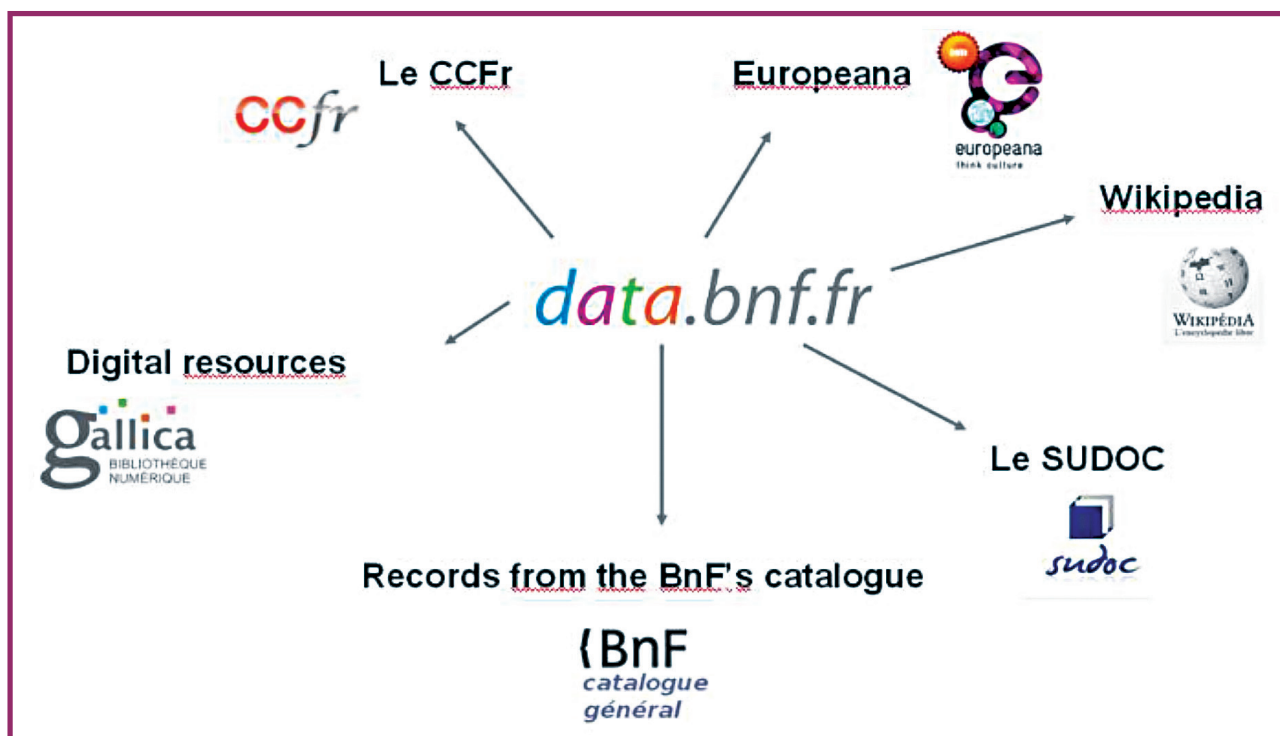 Le CCFr
CCfr
Europeana
europeana
think culture
Wikipedia
WIKIPÉDIA
L'encyclopédie libre
data.bnf.fr
Digital resources
gallica
BIBLIOTHÈQUE
NUMÉRIQUE
Le SUDOC
sudoc
Records from the BnF's catalogue
{BnF
catalogue
général